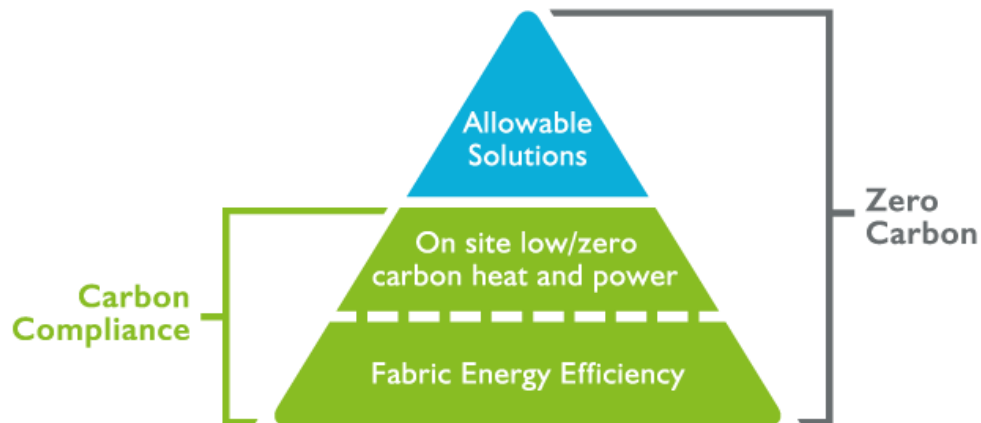 Allowable
Solutions
On site low/zero
carbon heat and power
Fabric Energy Efficiency
Carbon
Compliance
Zero
Carbon